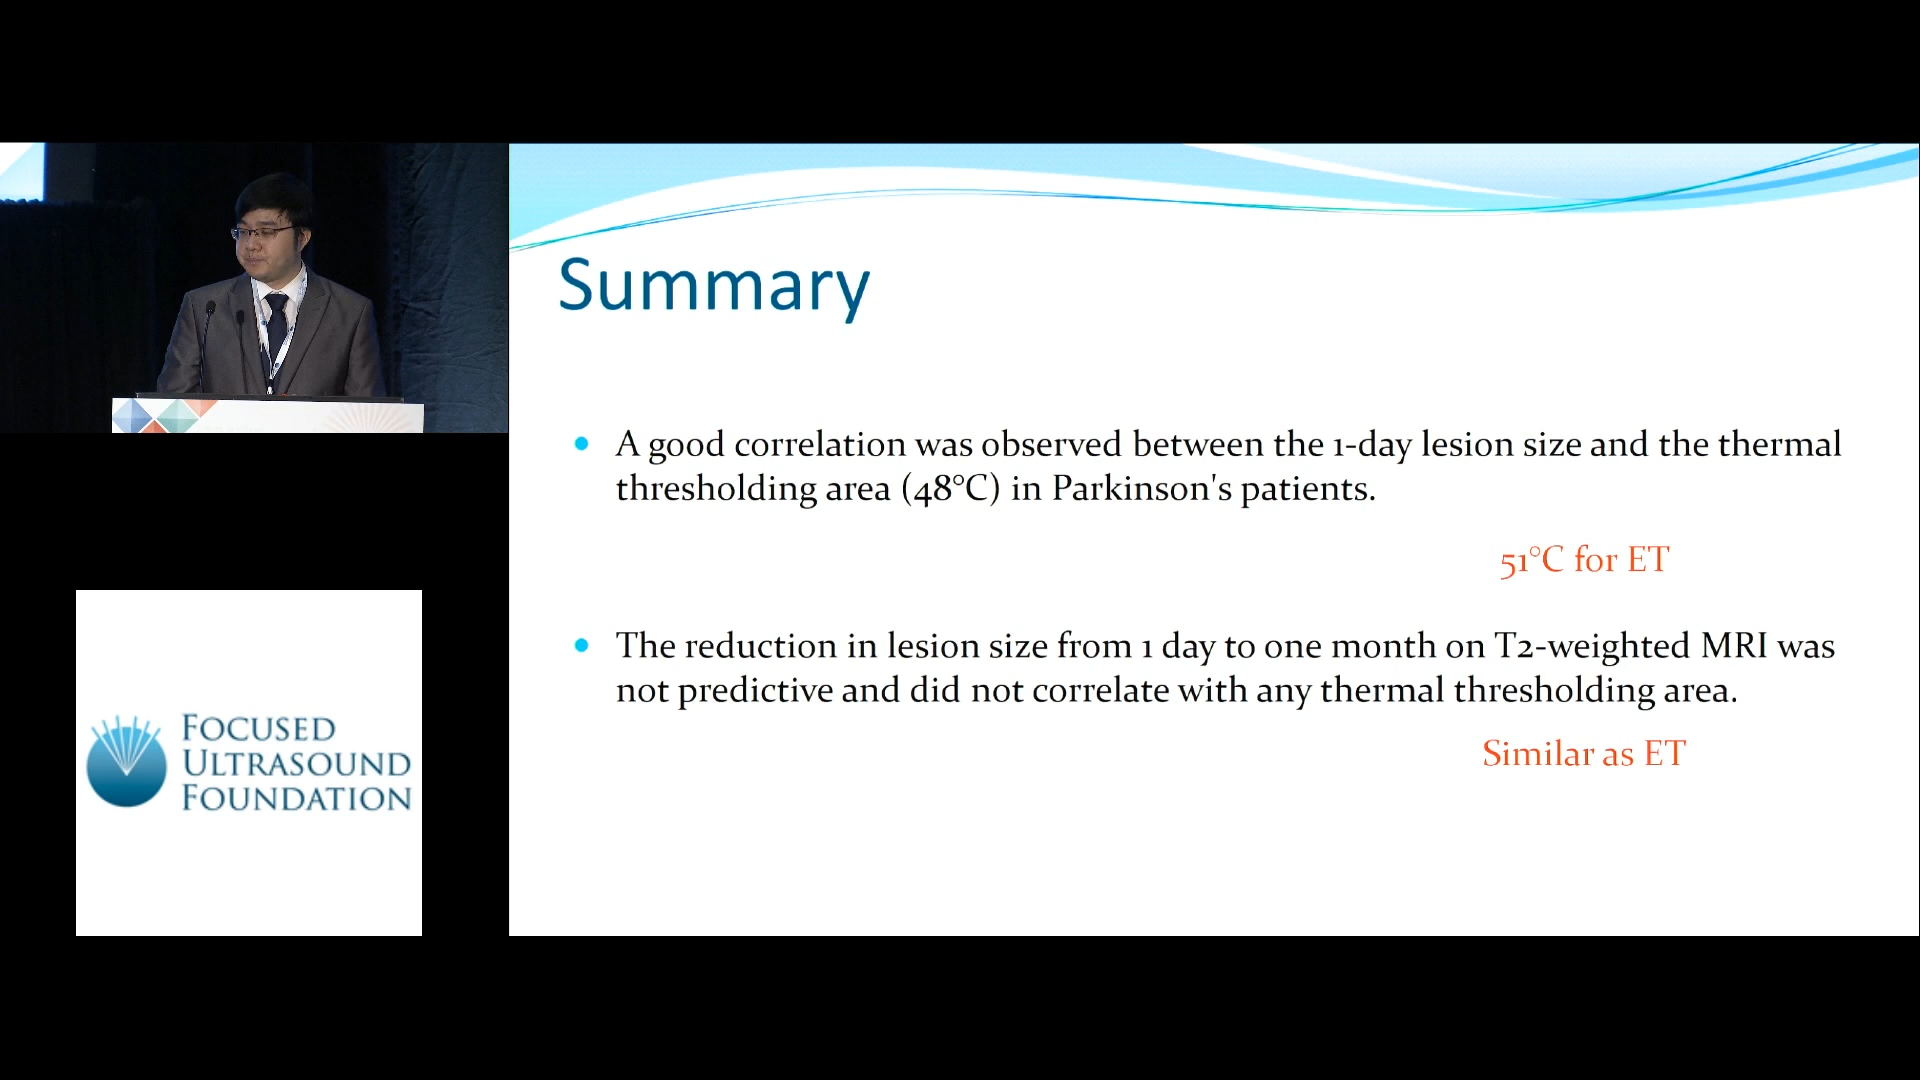 Summary
• A good correlation was observed between the 1-day lesion size and the thermal
thresholding area (48°C) in Parkinson's patients.
51°C for ET
• The reduction in lesion size from 1 day to one month on T2-weighted MRI was
not predictive and did not correlate with any thermal thresholding area.
Similar as ET
FOCUSED
ULTRASOUND
FOUNDATION